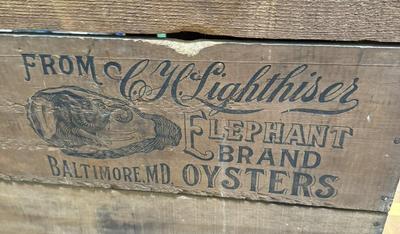 FROM C H Lighthiser
ELEPHANT
BRAND
BALTIMORE, MD. OYSTERS